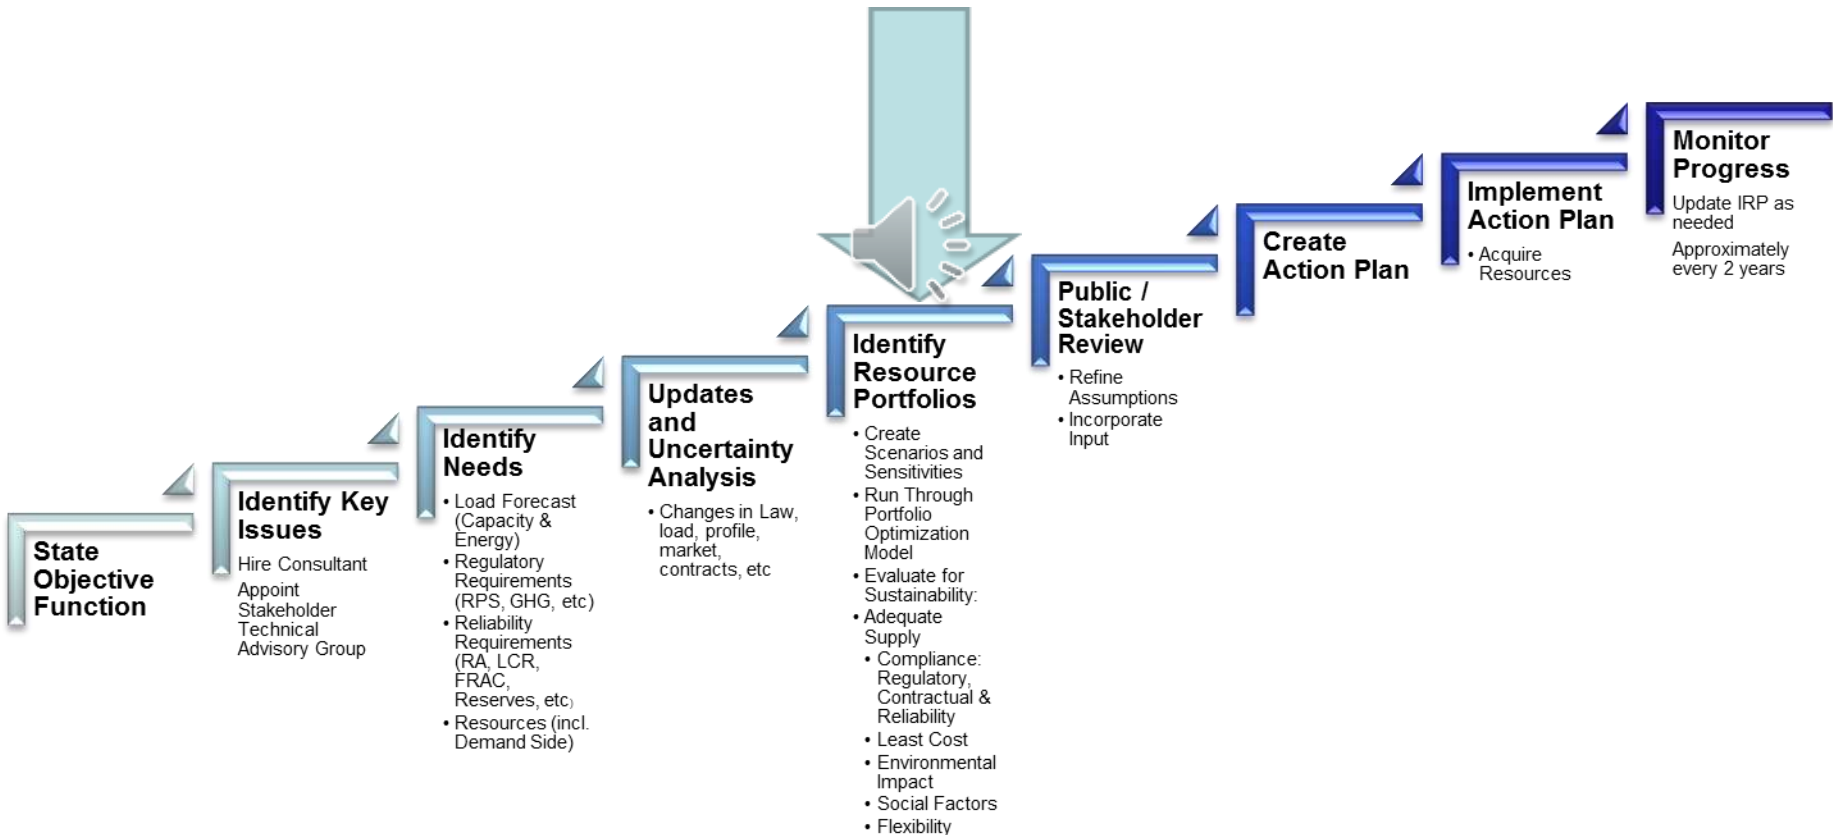 State
Objective
Function
Identify Key
Issues
Hire Consultant
Appoint
Stakeholder
Technical
Advisory Group
Identify
Needs
• Load Forecast
(Capacity &
Energy)
• Regulatory
Requirements
(RPS, GHG, etc)
• Reliability
Requirements
(RA, LCR,
FRAC,
Reserves, etc)
• Resources (incl.
Demand Side)
Updates
and
Uncertainty
Analysis
• Changes in Law,
load, profile,
market,
contracts, etc
Identify
Resource
Portfolios
• Create
Scenarios and
Sensitivities
• Run Through
Portfolio
Optimization
Model
• Evaluate for
Sustainability:
• Adequate
Supply
• Compliance:
Regulatory,
Contractual &
Reliability
• Least Cost
• Environmental
Impact
• Social Factors
• Flexibility
Public /
Stakeholder
Review
• Refine
Assumptions
• Incorporate
Input
Create
Action Plan
Implement
Action Plan
• Acquire
Resources
Monitor
Progress
Update IRP as
needed
Approximately
every 2 years